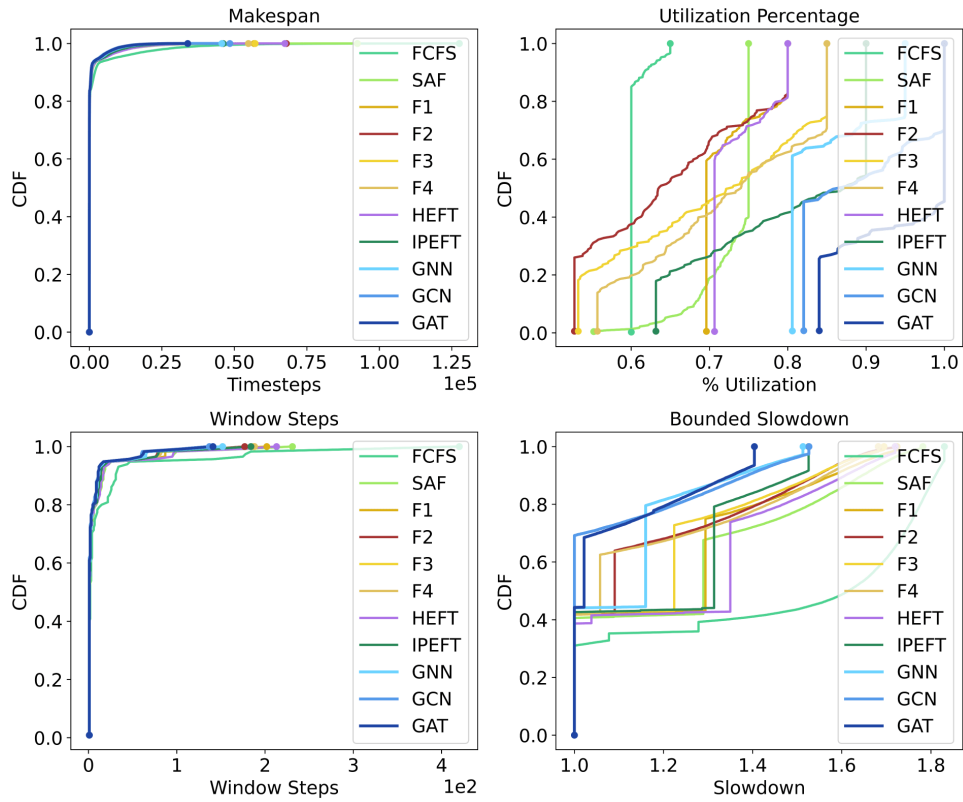 Makespan
1.0
0.8
0.6
0.4
0.2
0.0
CDF
0.00
0.25
0.50
0.75
1.00
1.25
Timesteps
1e5
FCFS
SAF
F1
F2
F3
F4
HEFT
IPEFT
GNN
GCN
GAT
Utilization Percentage
1.0
0.8
0.6
0.4
0.2
0.0
CDF
0.6
0.7
0.8
0.9
1.0
% Utilization
FCFS
SAF
F1
F2
F3
F4
HEFT
IPEFT
GNN
GCN
GAT
Window Steps
1.0
0.8
0.6
0.4
0.2
0.0
CDF
0
1
2
3
4
Window Steps
1e2
FCFS
SAF
F1
F2
F3
F4
HEFT
IPEFT
GNN
GCN
GAT
Bounded Slowdown
1.0
0.8
0.6
0.4
0.2
0.0
CDF
1.0
1.2
1.4
1.6
1.8
Slowdown
FCFS
SAF
F1
F2
F3
F4
HEFT
IPEFT
GNN
GCN
GAT